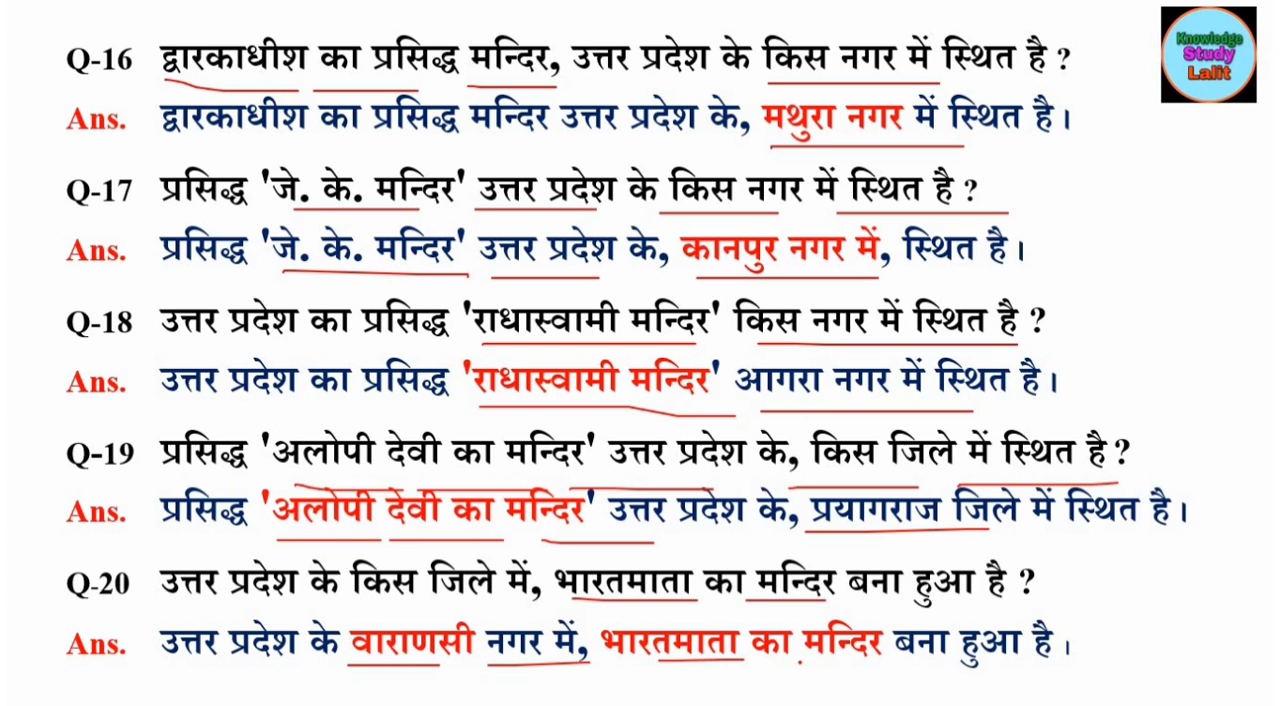 Knowledge
Study
Lalit
Q-16 द्वारकाधीश का प्रसिद्ध मन्दिर, उत्तर प्रदेश के किस नगर में स्थित है ?
Ans. द्वारकाधीश का प्रसिद्ध मन्दिर उत्तर प्रदेश के, मथुरा नगर में स्थित है।
Q-17 प्रसिद्ध 'जे. के. मन्दिर' उत्तर प्रदेश के किस नगर में स्थित है ?
Ans. प्रसिद्ध 'जे. के. मन्दिर' उत्तर प्रदेश के, कानपुर नगर में, स्थित है।
Q-18 उत्तर प्रदेश का प्रसिद्ध 'राधास्वामी मन्दिर' किस नगर में स्थित है ?
Ans. उत्तर प्रदेश का प्रसिद्ध 'राधास्वामी मन्दिर' आगरा नगर में स्थित है।
Q-19 प्रसिद्ध 'अलोपी देवी का मन्दिर' उत्तर प्रदेश के, किस जिले में स्थित है ?
Ans. प्रसिद्ध 'अलोपी देवी का मन्दिर' उत्तर प्रदेश के, प्रयागराज जिले में स्थित है।
Q-20 उत्तर प्रदेश के किस जिले में, भारतमाता का मन्दिर बना हुआ है ?
Ans. उत्तर प्रदेश के वाराणसी नगर में, भारतमाता का मन्दिर बना हुआ है।